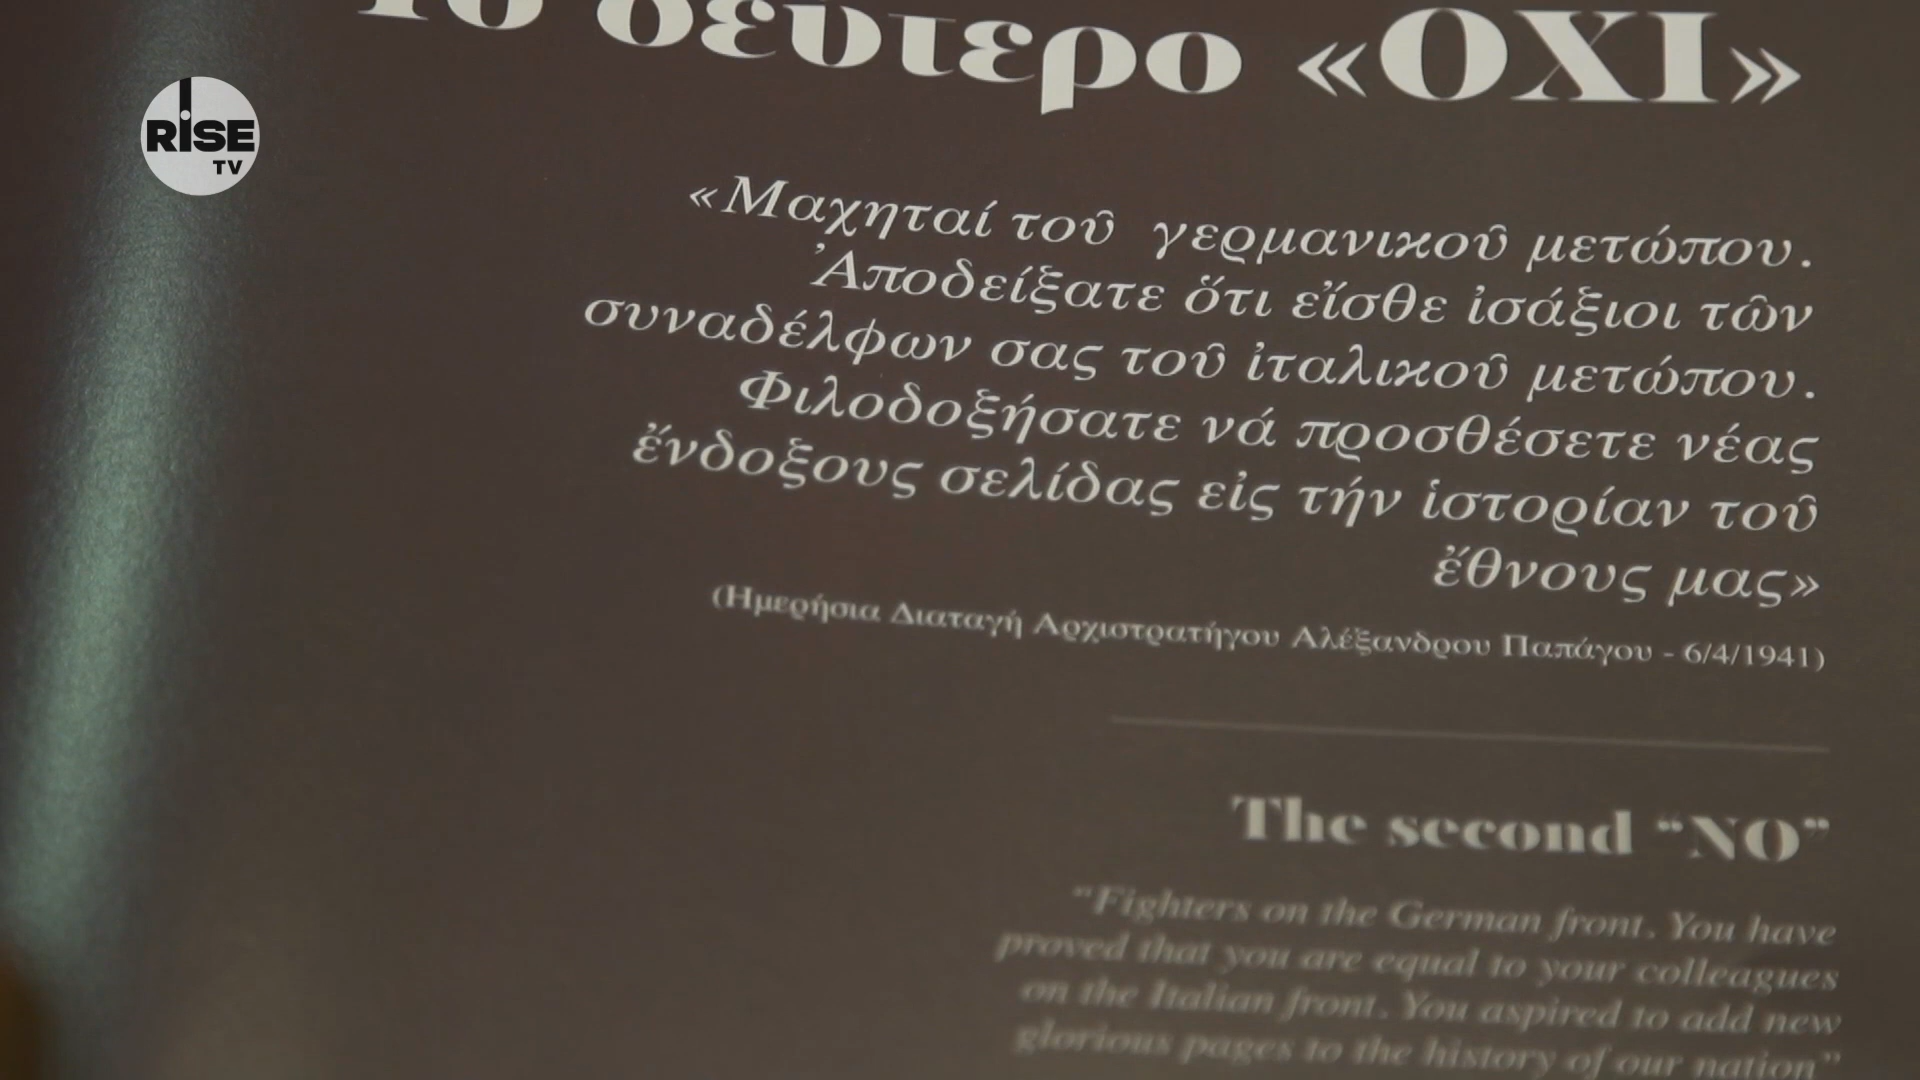 Το δεύτερο «ΟΧΙ»
RISE
TV
«Μαχηταί τοῦ γερμανικοῦ μετώπου.
Ἀποδείξατε ὅτι εἴσθε ἰσάξιοι τῶν
συναδέλφων σας τοῦ ἰταλικοῦ μετώπου.
Φιλοδοξήσατε νά προσθέσετε νέας
ἔνδοξους σελίδας εἰς τήν ἱστορίαν τοῦ
ἔθνους μας»
(Ημερήσια Διαταγή Αρχιστρατήγου Αλέξανδρου Παπάγου - 6/4/1941)
The second “NO”
“Fighters on the German front. You have
proved that you are equal to your colleagues
on the Italian front. You aspired to add new
glorious pages to the history of our nation”